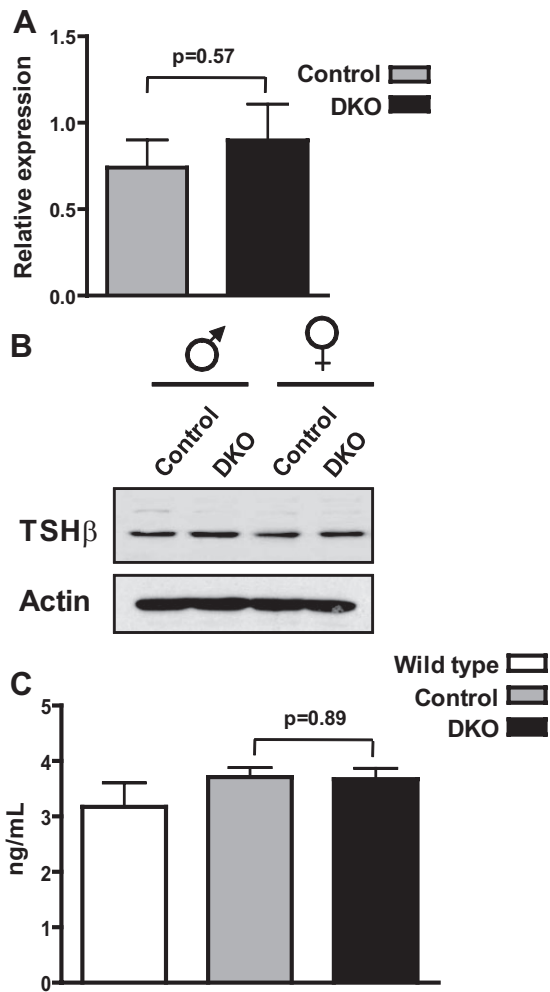 A
1.5
p=0.57
Control
DKO
1.0
0.5
0.0
Relative expression
B
♂ ♀
Control DKO Control DKO
TSHβ
Actin
C
Wild type
Control
DKO
5
p=0.89
4
3
2
1
0
ng/mL